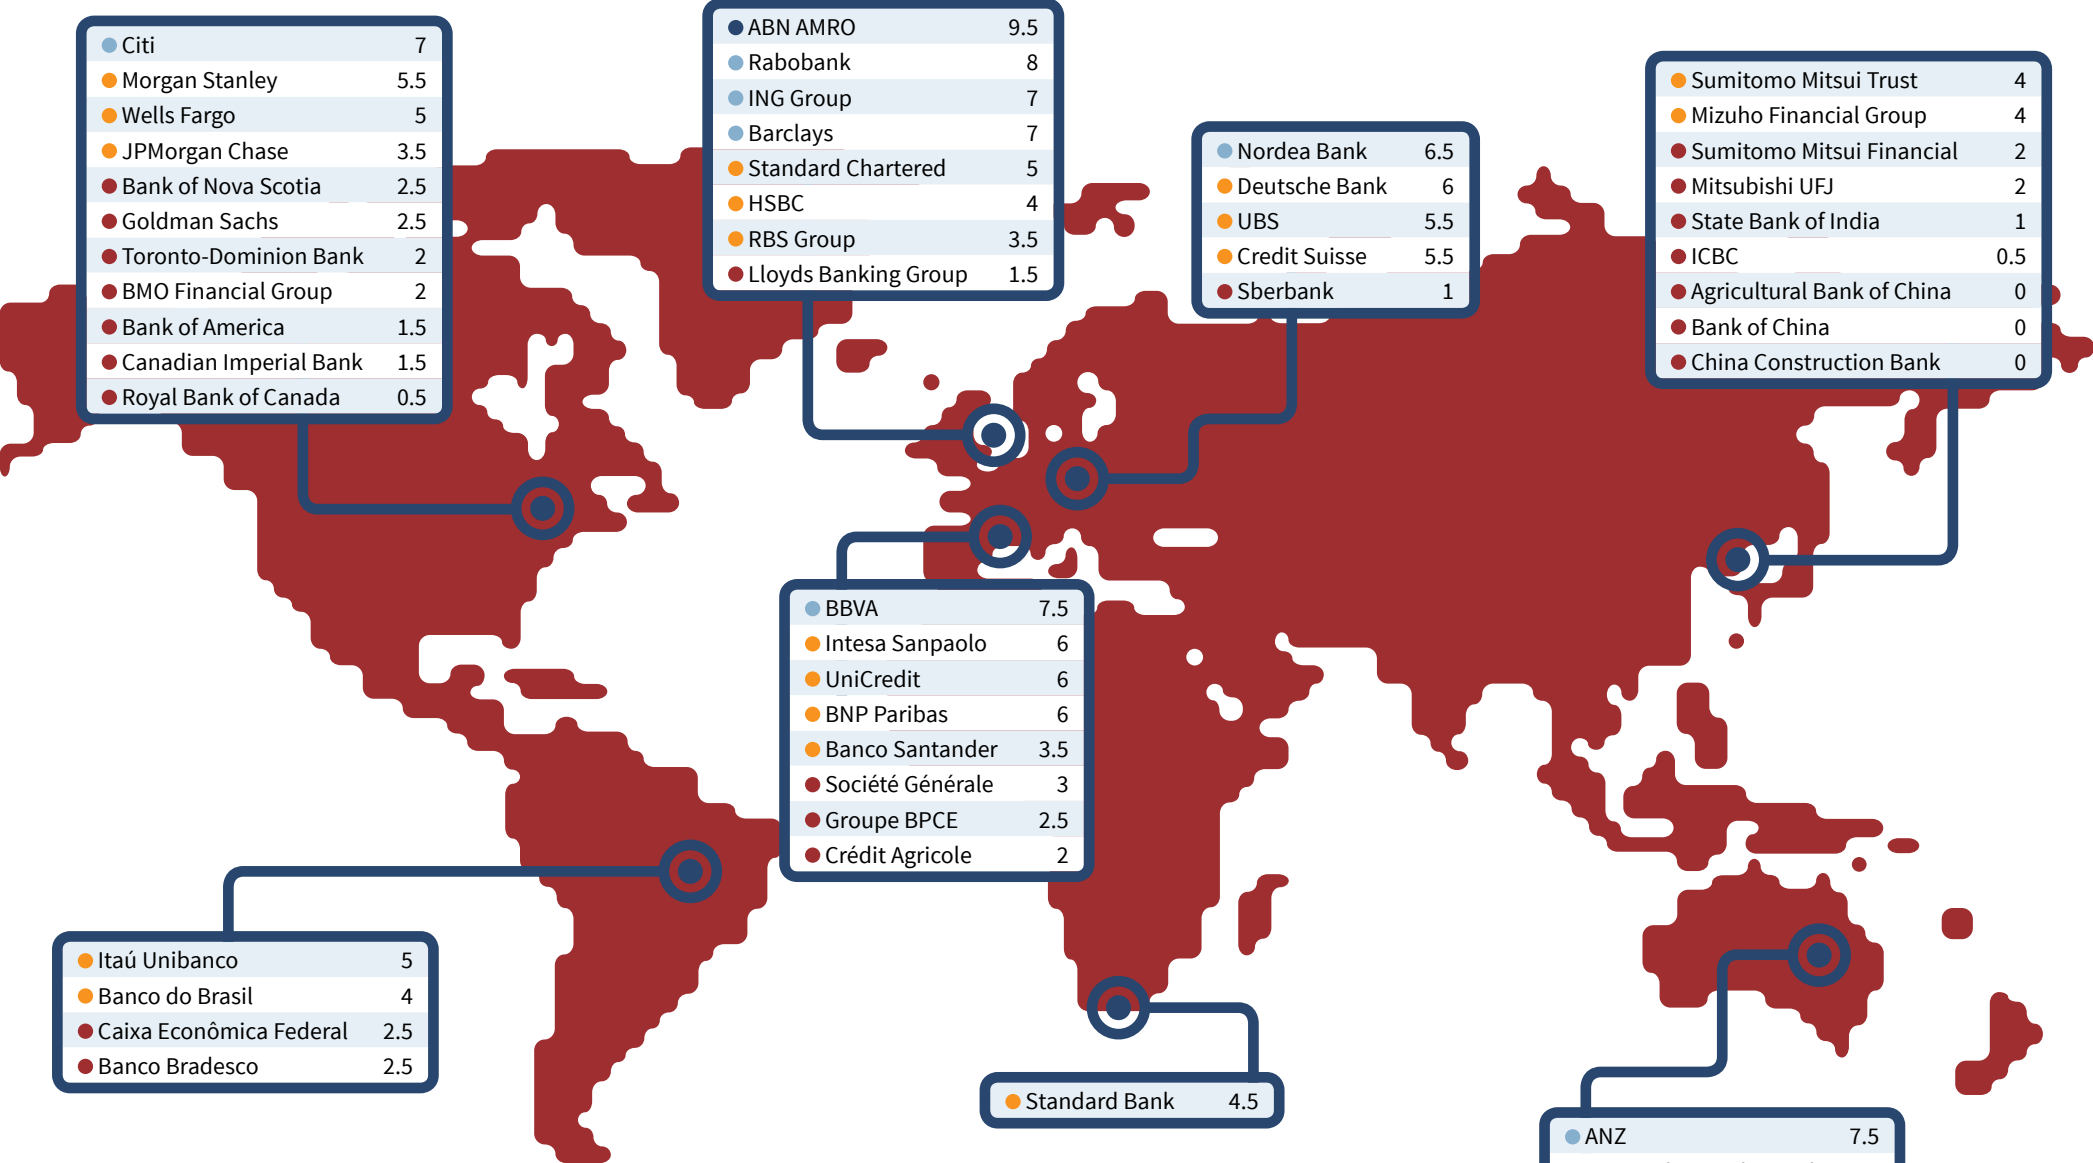 Citi 7
Morgan Stanley 5.5
Wells Fargo 5
JPMorgan Chase 3.5
Bank of Nova Scotia 2.5
Goldman Sachs 2.5
Toronto-Dominion Bank 2
BMO Financial Group 2
Bank of America 1.5
Canadian Imperial Bank 1.5
Royal Bank of Canada 0.5
ABN AMRO 9.5
Rabobank 8
ING Group 7
Barclays 7
Standard Chartered 5
HSBC 4
RBS Group 3.5
Lloyds Banking Group 1.5
Nordea Bank 6.5
Deutsche Bank 6
UBS 5.5
Credit Suisse 5.5
Sberbank 1
Sumitomo Mitsui Trust 4
Mizuho Financial Group 4
Sumitomo Mitsui Financial 2
Mitsubishi UFJ 2
State Bank of India 1
ICBC 0.5
Agricultural Bank of China 0
Bank of China 0
China Construction Bank 0
BBVA 7.5
Intesa Sanpaolo 6
UniCredit 6
BNP Paribas 6
Banco Santander 3.5
Société Générale 3
Groupe BPCE 2.5
Crédit Agricole 2
Itaú Unibanco 5
Banco do Brasil 4
Caixa Econômica Federal 2.5
Banco Bradesco 2.5
Standard Bank 4.5
ANZ 7.5